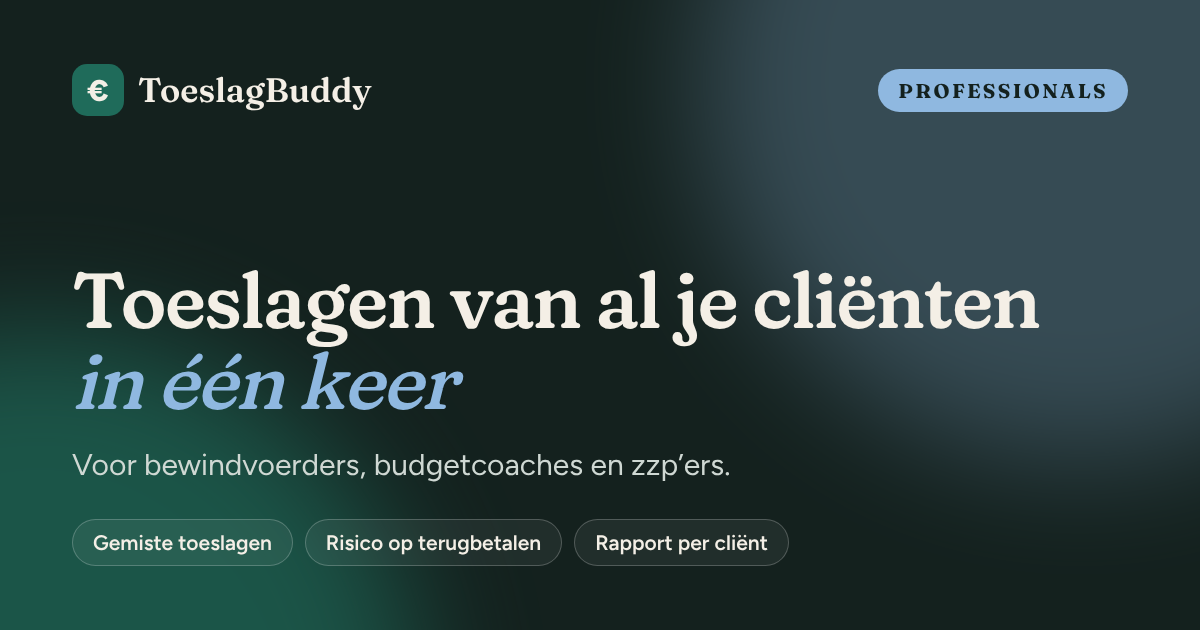 € ToeslagBuddy
PROFESSIONALS
Toeslagen van al je cliënten
in één keer
Voor bewindvoerders, budgetcoaches en zzp’ers.
Gemiste toeslagen
Risico op terugbetalen
Rapport per cliënt